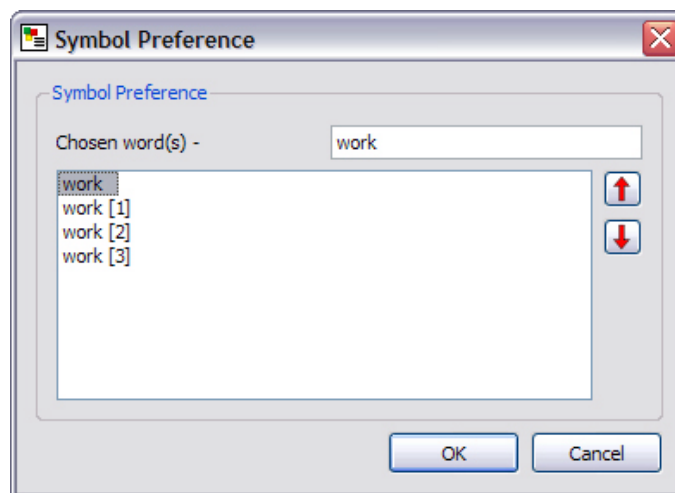 Symbol Preference
Symbol Preference
Chosen word(s) - work
work
work [1]
work [2]
work [3]
OK Cancel